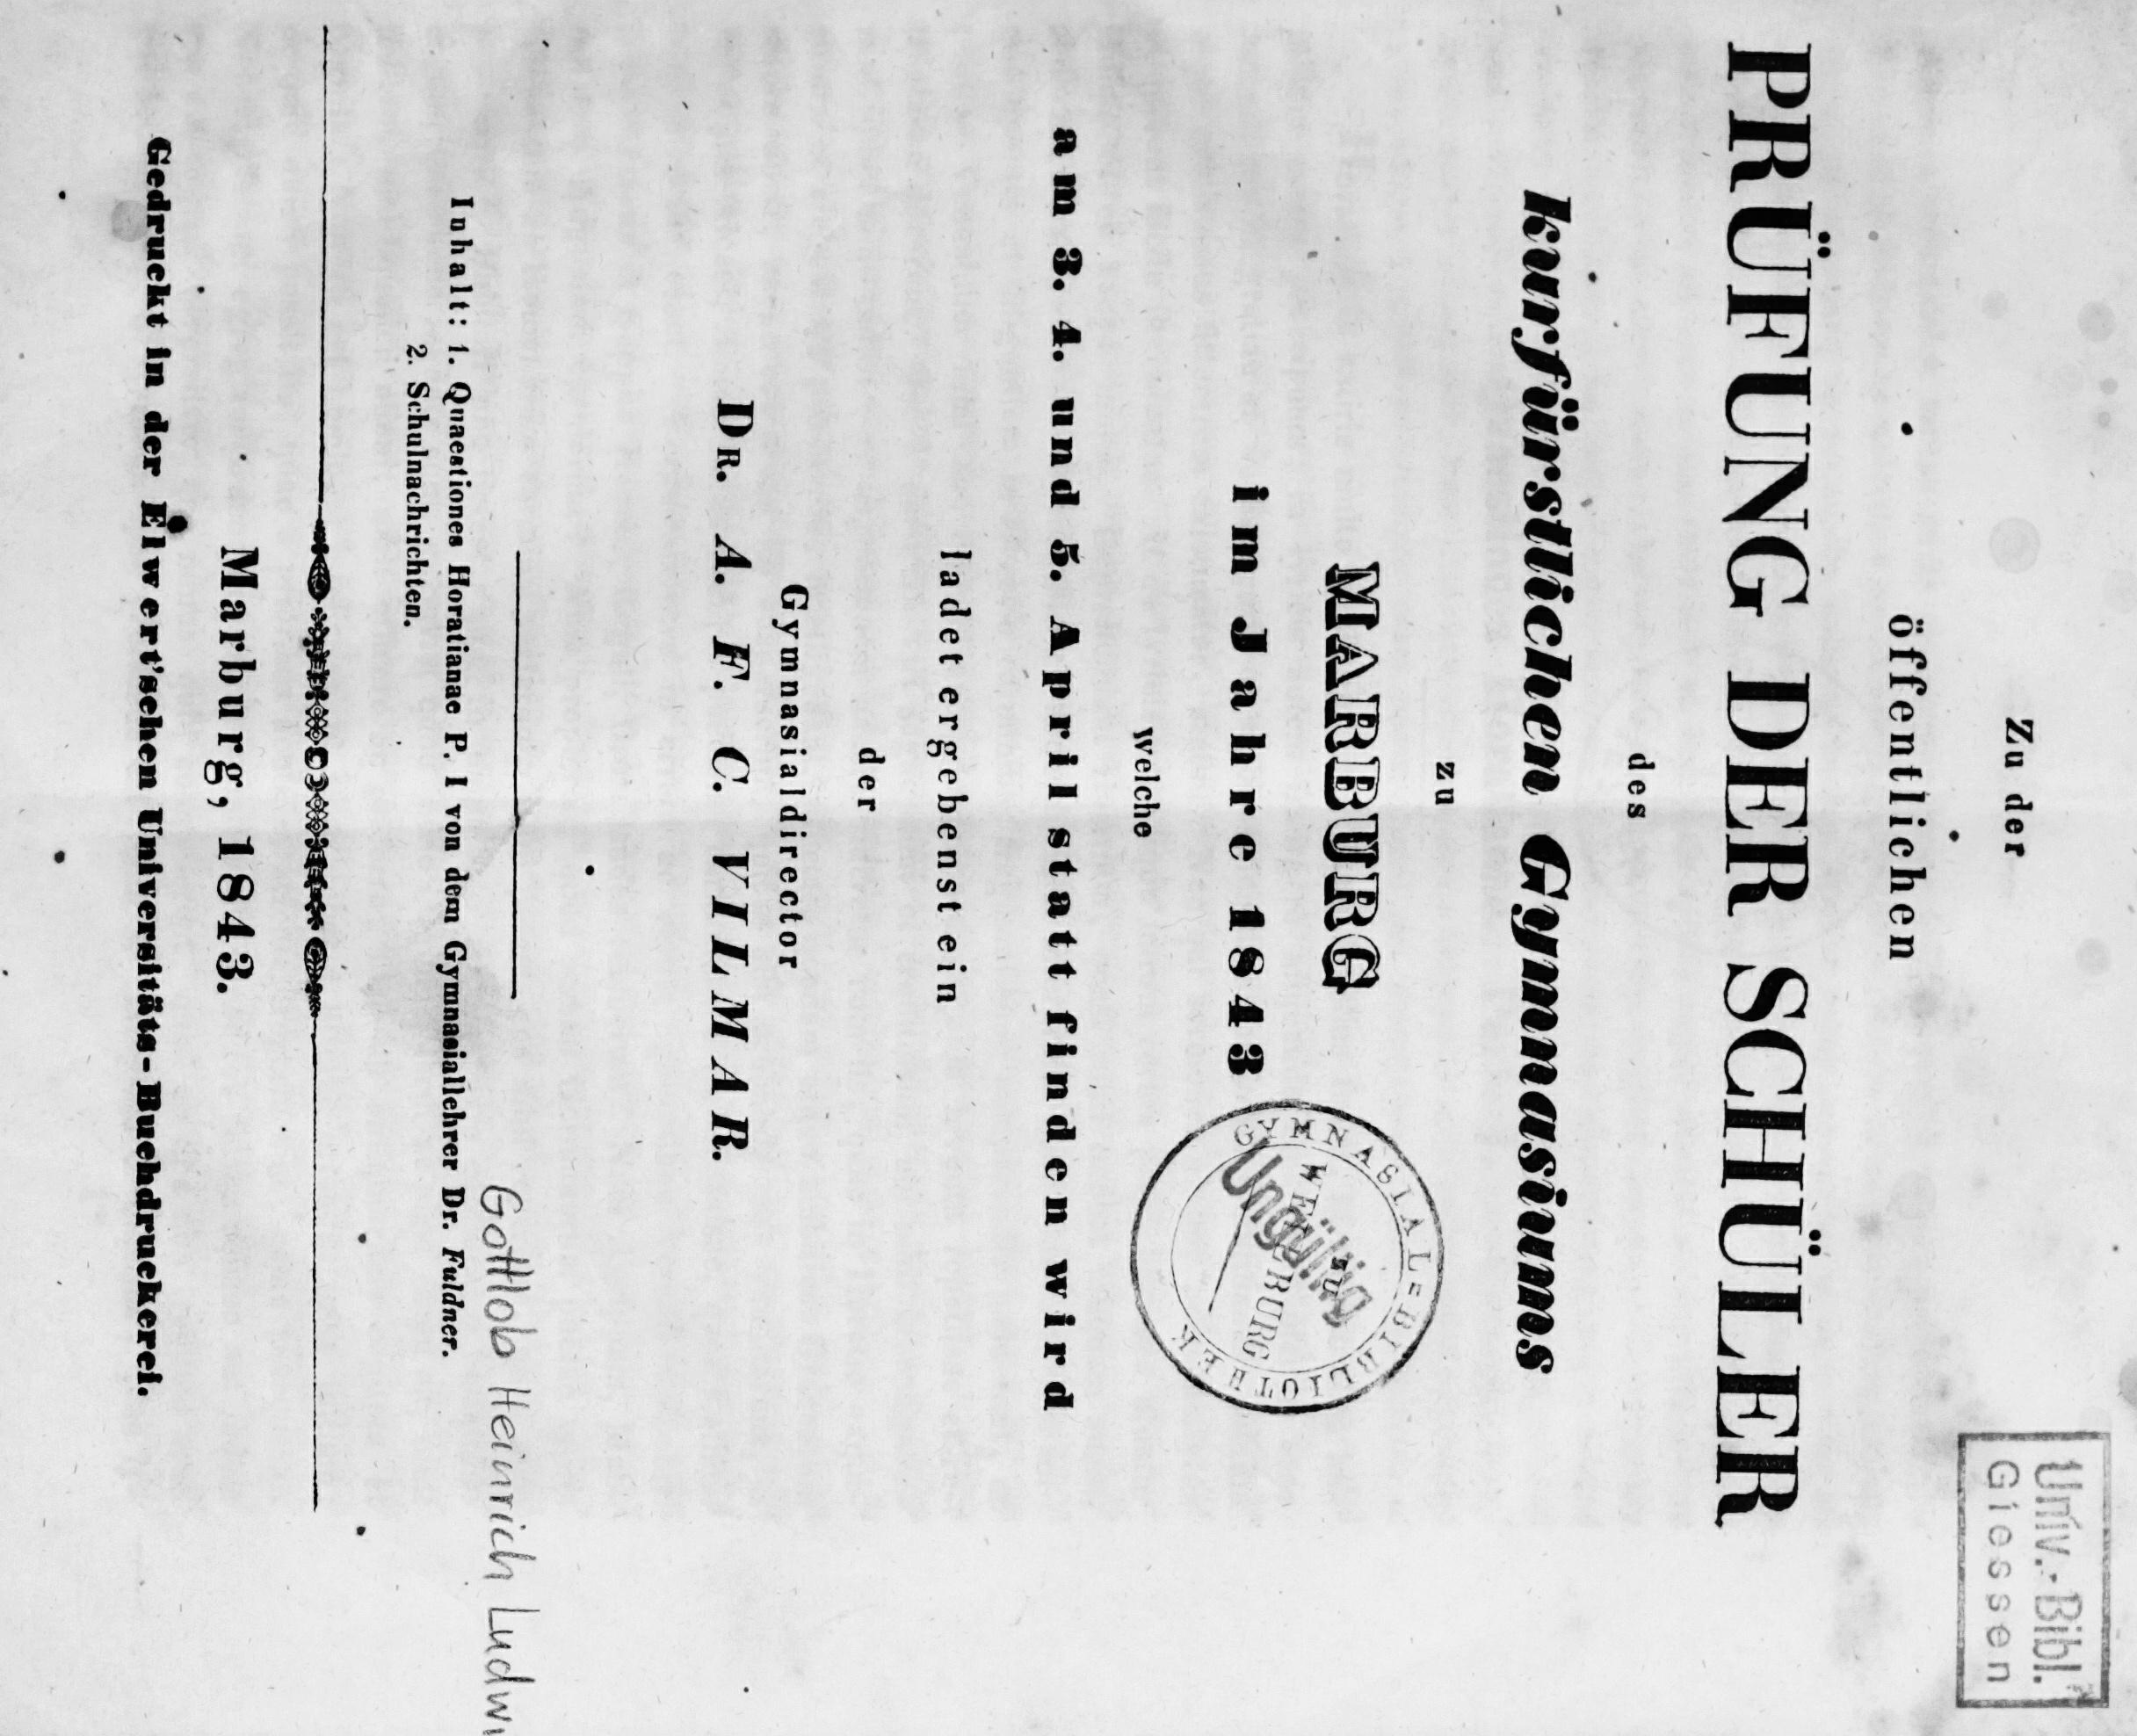 Zu der
öffentlichen
PRÜFUNG DER SCHÜLER
des
kurfürstlichen Gymnasiums
zu
MARBURG
im Jahre 1843
welche
am 3. 4. und 5. April statt finden wird
ladet ergebenst ein
der
Gymnasialdirector
DR. A. F. C. VILMAR.
Inhalt: 1. Quaestiones Horatianae P. I von dem Gymnasiallehrer Dr. Fuldner.
2. Schulnachrichten.
Gottlob Heinrich Ludwi
Marburg, 1843.
Gedruckt in der Elwert'schen Universitäts-Buchdruckerei.
Univ.-Bibl.
Giessen
GYMNASIAL=BIBLIOTHEK
Ungültig